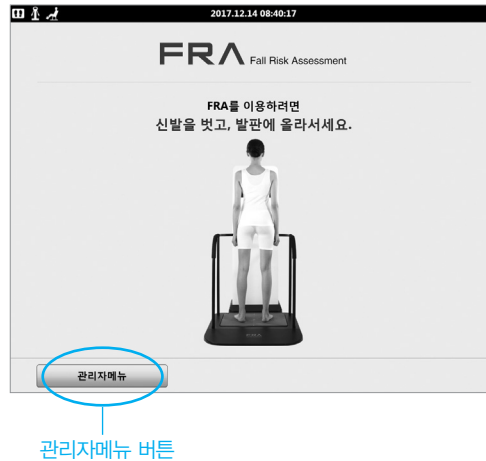 2017.12.14 08:40:17
FRA Fall Risk Assessment
FRA를 이용하려면
신발을 벗고, 발판에 올라서세요.
관리자메뉴
관리자메뉴 버튼